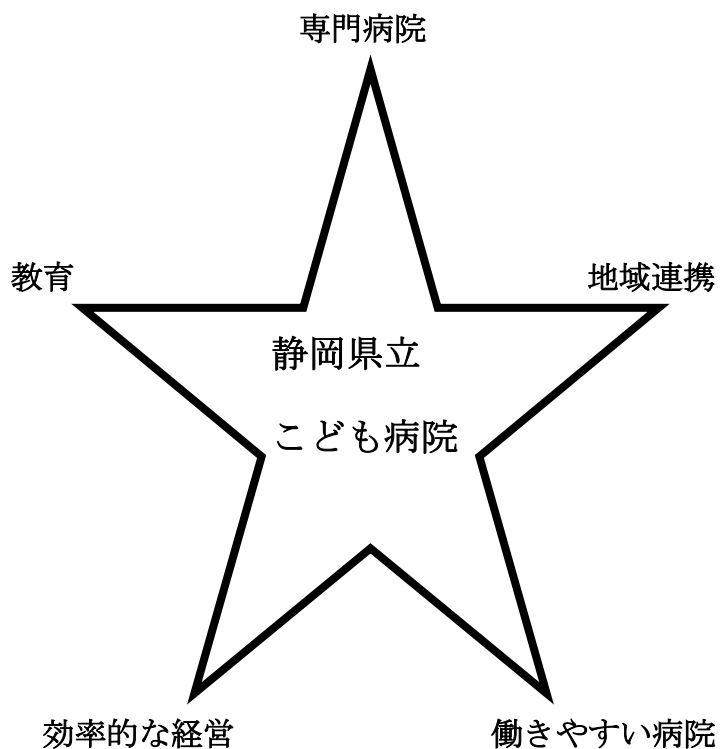 専門病院
教育
地域連携
静岡県立
こども病院
効率的な経営
働きやすい病院